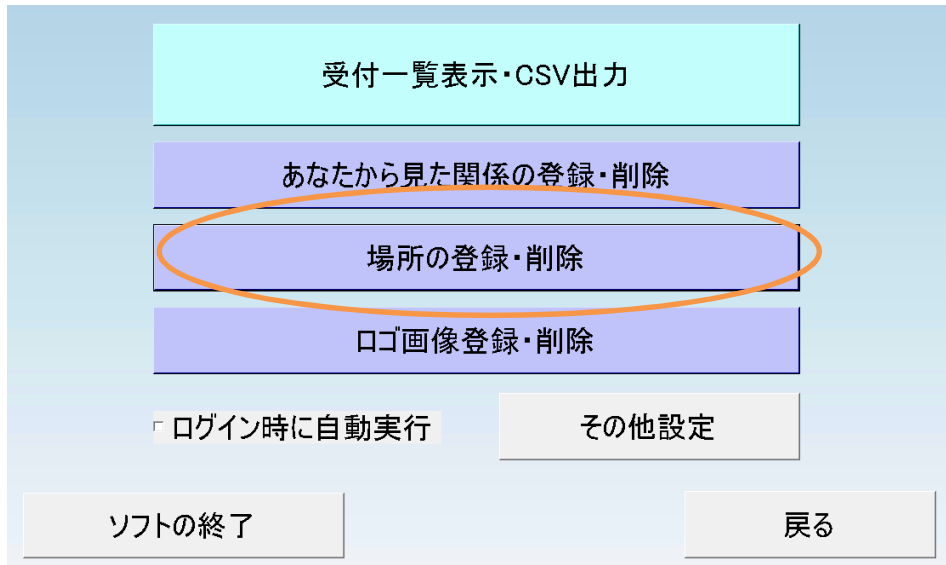 受付一覧表示・CSV出力
あなたから見た関係の登録・削除
場所の登録・削除
ロゴ画像登録・削除
ログイン時に自動実行
その他設定
ソフトの終了
戻る